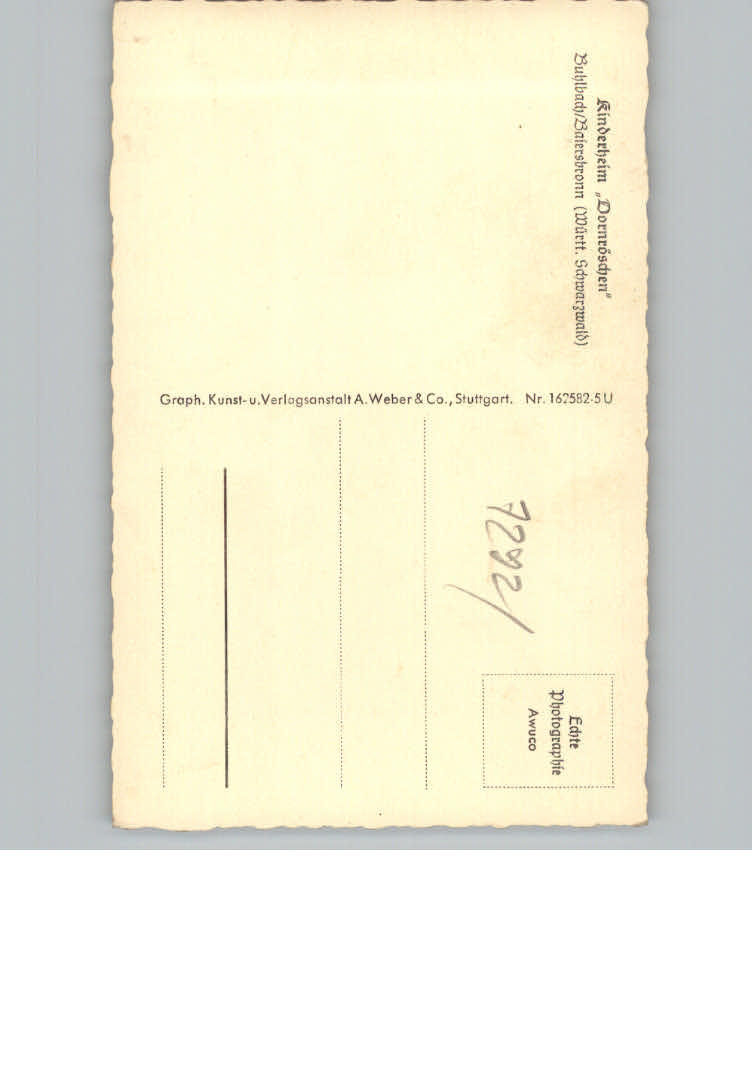 Kinderheim „Dornröschen“
Buhlbach/Baiersbronn (Württ. Schwarzwald)
Graph. Kunst- u. Verlagsanstalt A. Weber & Co., Stuttgart. Nr. 162582-5 U
7292/
Echte
Photographie
Awuco